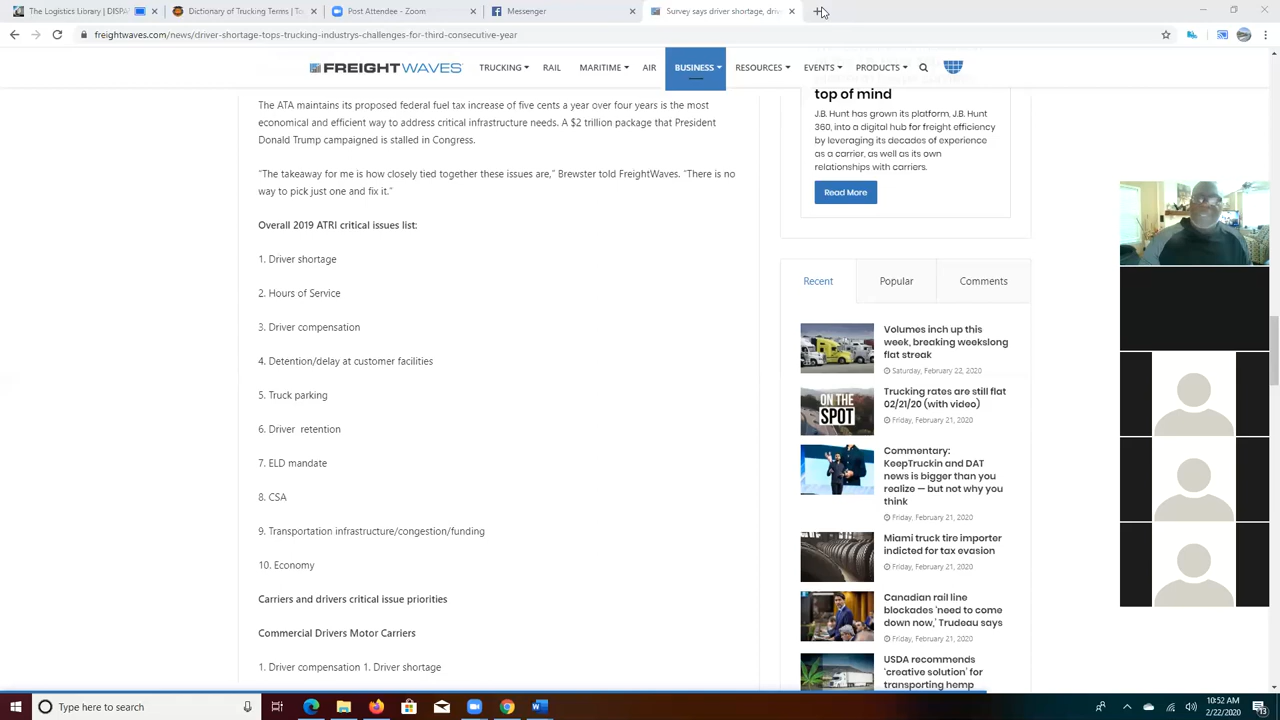 The Logistics Library | DISPA
Dictionary of Trucking Terms |
Post Attendee - Zoom
Messenger
Survey says driver shortage
freightwaves.com/news/driver-shortage-tops-trucking-industrys-challenges-for-third-consecutive-year
FREIGHTWAVES
TRUCKING RAIL MARITIME AIR BUSINESS RESOURCES EVENTS PRODUCTS
The ATA maintains its proposed federal fuel tax increase of five cents a year over four years is the most
economical and efficient way to address critical infrastructure needs. A $2 trillion package that President
Donald Trump campaigned is stalled in Congress.
“The takeaway for me is how closely tied together these issues are,” Brewster told FreightWaves. “There is no
way to pick just one and fix it.”
Overall 2019 ATRI critical issues list:
1. Driver shortage
2. Hours of Service
3. Driver compensation
4. Detention/delay at customer facilities
5. Truck parking
6. Driver retention
7. ELD mandate
8. CSA
9. Transportation infrastructure/congestion/funding
10. Economy
Carriers and drivers critical issue priorities
Commercial Drivers Motor Carriers
1. Driver compensation 1. Driver shortage
top of mind
J.B. Hunt has grown its platform, J.B. Hunt
360, into a digital hub for freight efficiency
by leveraging its decades of experience
as a carrier, as well as its own
relationships with carriers.
Read More
Recent Popular Comments
Volumes inch up this
week, breaking weekslong
flat streak
Saturday, February 22, 2020
ON THE
SPOT
Trucking rates are still flat
02/21/20 (with video)
Friday, February 21, 2020
Commentary:
KeepTruckin and DAT
news is bigger than you
realize — but not why you
think
Friday, February 21, 2020
Miami truck tire importer
indicted for tax evasion
Friday, February 21, 2020
Canadian rail line
blockades ‘need to come
down now,’ Trudeau says
Friday, February 21, 2020
USDA recommends
‘creative solution’ for
transporting hemp
Type here to search
10:52 AM
2/22/2020
13